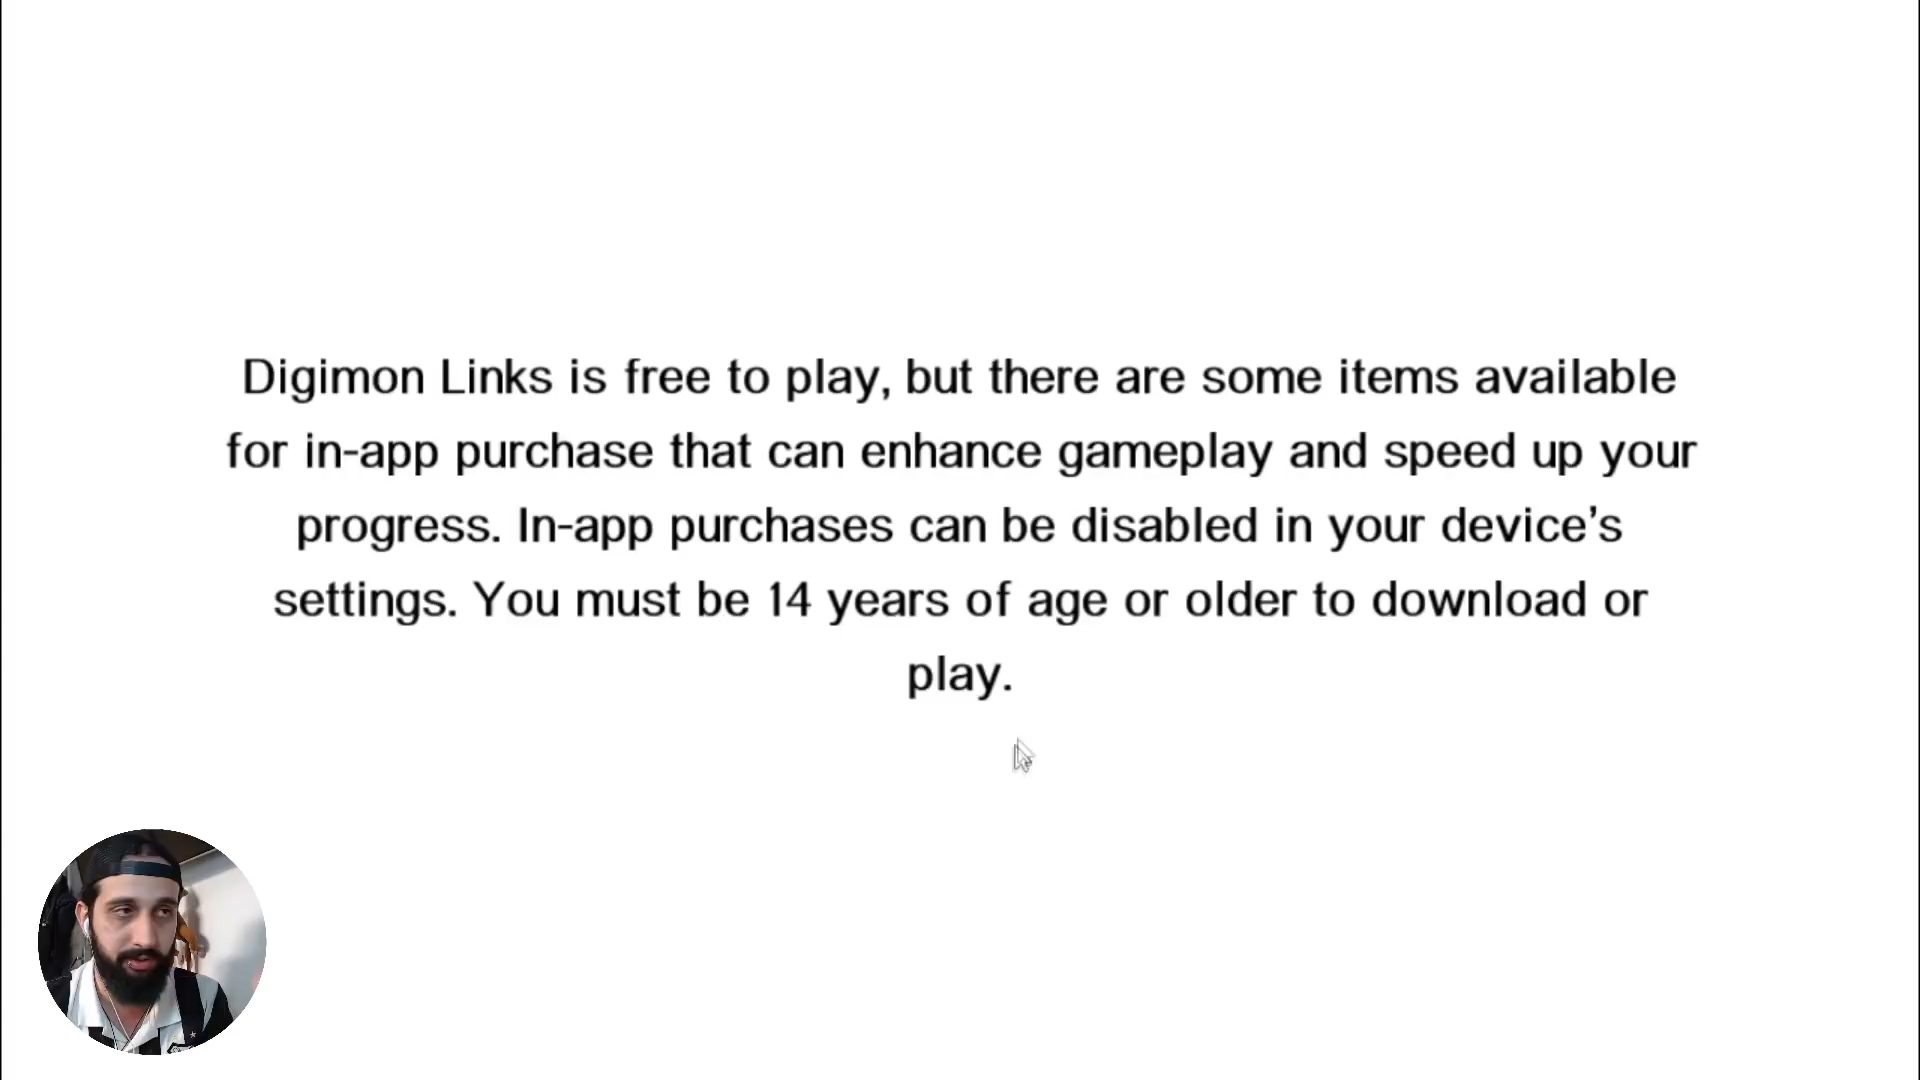 Digimon Links is free to play, but there are some items available
for in-app purchase that can enhance gameplay and speed up your
progress. In-app purchases can be disabled in your device’s
settings. You must be 14 years of age or older to download or
play.